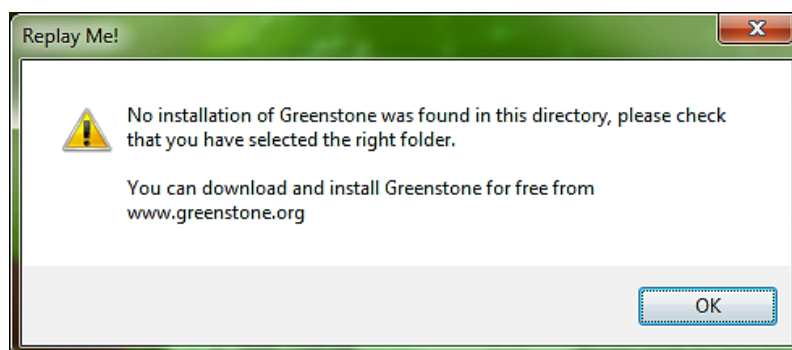 Replay Me!
No installation of Greenstone was found in this directory, please check
that you have selected the right folder.
You can download and install Greenstone for free from
www.greenstone.org
OK